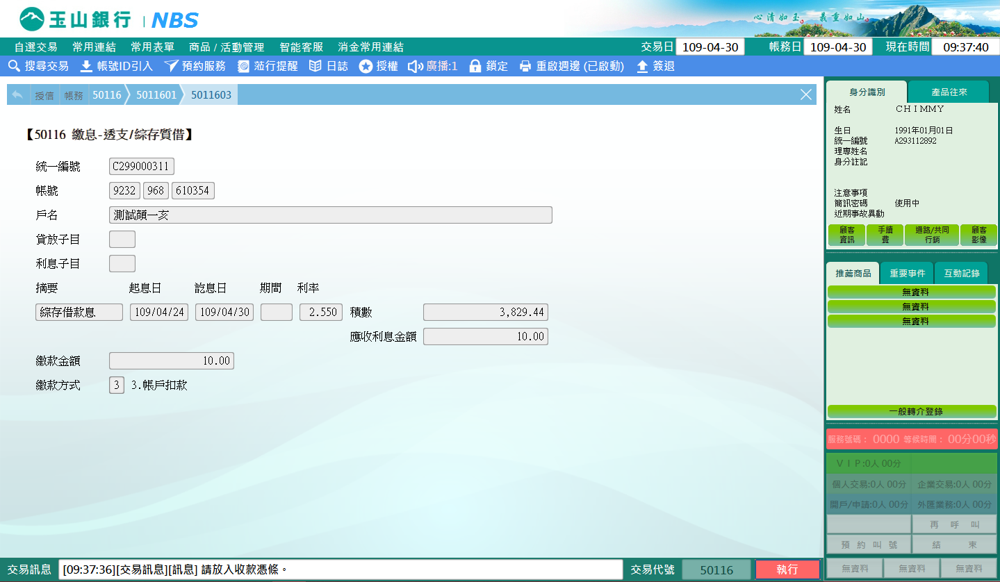 玉山銀行 | NBS
心清如玉。義重如山。
自選交易 常用連結 常用表單 商品 / 活動管理 智能客服 消金常用連結 交易日 109-04-30 帳務日 109-04-30 現在時間 09:37:40
搜尋交易 帳號ID引入 預約服務 蒞行提醒 日誌 授權 廣播:1 鎖定 重啟週邊 (已啟動) 簽退
授信 帳務 50116 5011601 5011603
【50116 繳息-透支/綜存質借】
統一編號 C299000311
帳號 9232 968 610354
戶名 測試顏一亥
貸放子目
利息子目
摘要 起息日 訖息日 期間 利率
綜存借款息 109/04/24 109/04/30 2.550 積數 3,829.44
應收利息金額 10.00
繳款金額 10.00
繳款方式 3 3.帳戶扣款
身分識別 產品往來
姓名 CHIMMY
生日 1991年01月01日
統一編號 A293112892
理專姓名
身分註記
注意事項
簡訊密碼 使用中
近期事故異動
顧客資訊 手續費 通路/共同行銷 顧客影像
推薦商品 重要事件 互動記錄
無資料
無資料
無資料
一般轉介登錄
服務號碼: 0000 等候時間: 00分00秒
VIP:0人 00分
個人交易:0人 00分 企業交易:0人 00分
開戶/申請:0人 00分 外匯業務:0人 00分
再 呼 叫
預 約 叫 號 結 束
無資料 無資料 無資料
交易訊息 [09:37:36][交易訊息][訊息] 請放入收款憑條。 交易代號 50116 執行